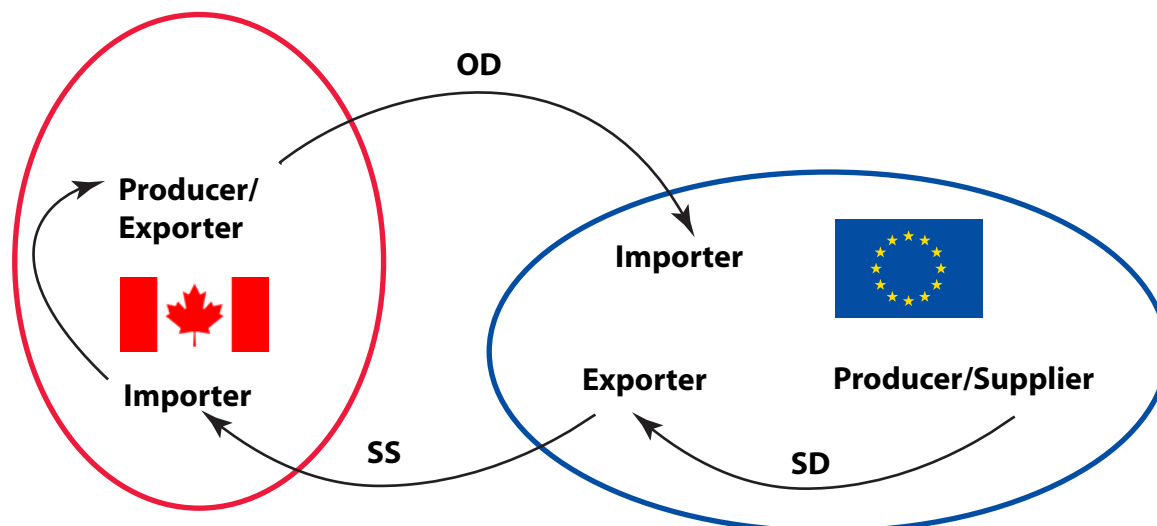 OD
Producer/
Exporter
Importer
Importer
Exporter
Producer/Supplier
SS
SD